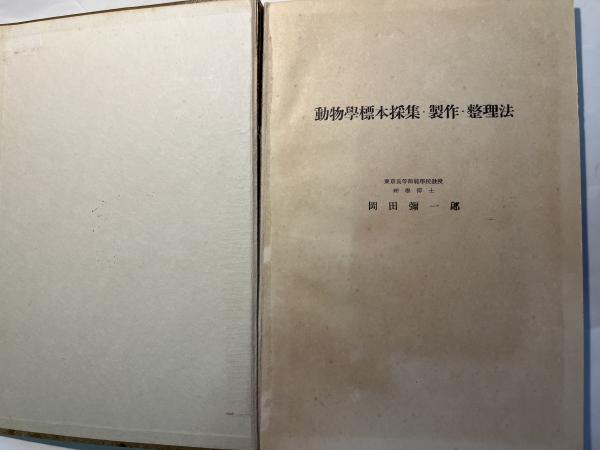 動物學標本採集・製作・整理法
東京高等師範學校敎授
理學博士
岡田彌一郎